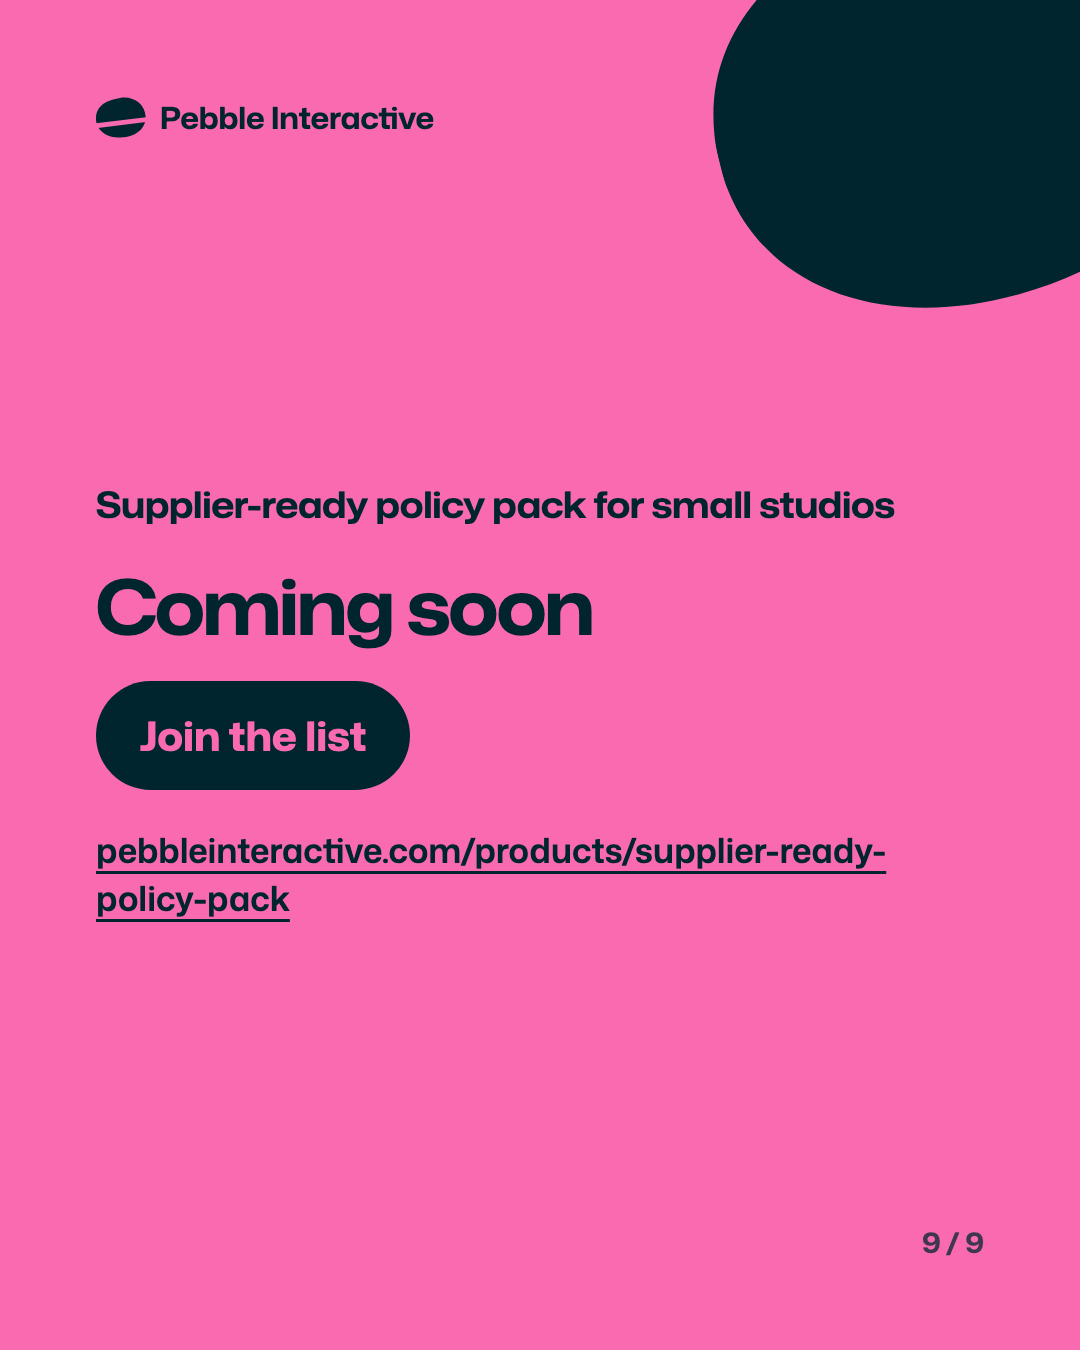 Pebble Interactive
Supplier-ready policy pack for small studios
Coming soon
Join the list
pebbleinteractive.com/products/supplier-ready-
policy-pack
9 / 9